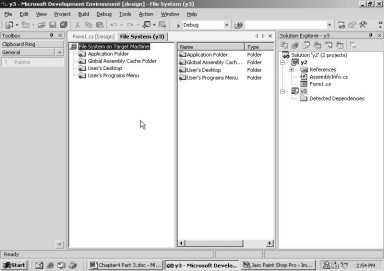 y3 - Microsoft Development Environment [design] - File System (y3)
File Edit View Project Build Debug Tools Action Window Help
Debug
Toolbox
Clipboard Ring
General
Pointer
Form1.cs [Design] File System (y3)
File System on Target Machine
Application Folder
Global Assembly Cache Folder
User's Desktop
User's Programs Menu
Name Type
Application Folder Folder
Global Assembly Cach... Folder
User's Desktop Folder
User's Programs Menu Folder
Solution Explorer - y3
Solution 'y2' (2 projects)
y2
References
AssemblyInfo.cs
Form1.cs
y3
Detected Dependencies
Ready
Start
Chapter4 Part 3.doc - Mi...
y3 - Microsoft Develo...
Jasc Paint Shop Pro - Im...
2:54 PM